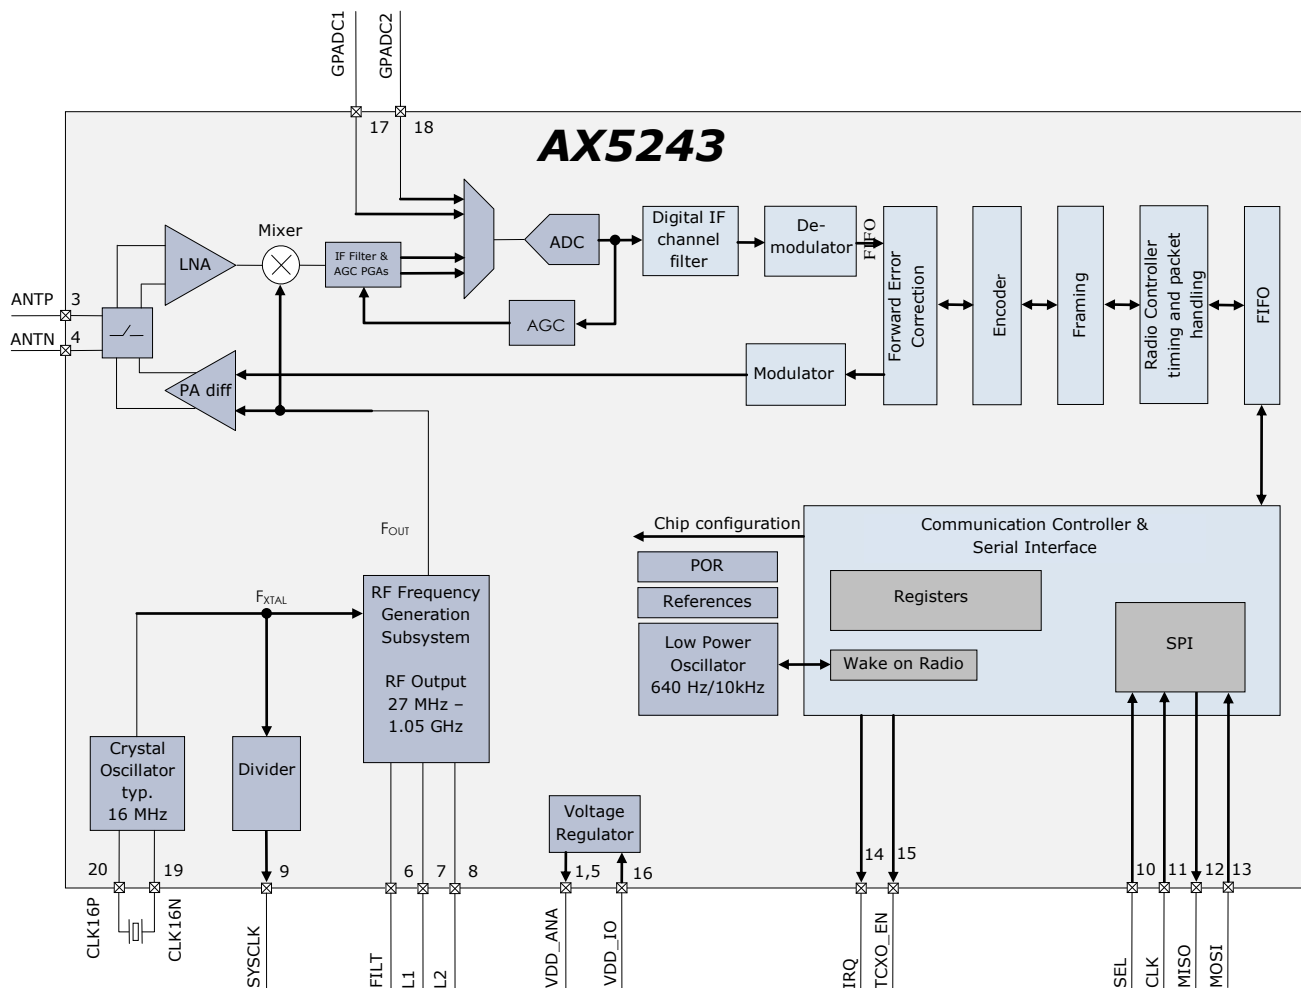 GPADC1
GPADC2
17
18
AX5243
Mixer
LNA
IF Filter &
AGC PGAs
ADC
AGC
Digital IF
channel
filter
De-
modulator
FIFO
Forward Error
Correction
Encoder
Framing
Radio Controller
timing and packet
handling
FIFO
ANTP
3
ANTN
4
PA diff
Modulator
FOUT
FXTAL
RF Frequency
Generation
Subsystem
RF Output
27 MHz –
1.05 GHz
Chip configuration
POR
References
Low Power
Oscillator
640 Hz/10kHz
Communication Controller &
Serial Interface
Registers
Wake on Radio
SPI
Crystal
Oscillator
typ.
16 MHz
Divider
Voltage
Regulator
20
19
9
6
7
8
1,5
16
14
15
10
11
12
13
CLK16P
CLK16N
SYSCLK
FILT
L1
L2
VDD_ANA
VDD_IO
IRQ
TCXO_EN
SEL
CLK
MISO
MOSI